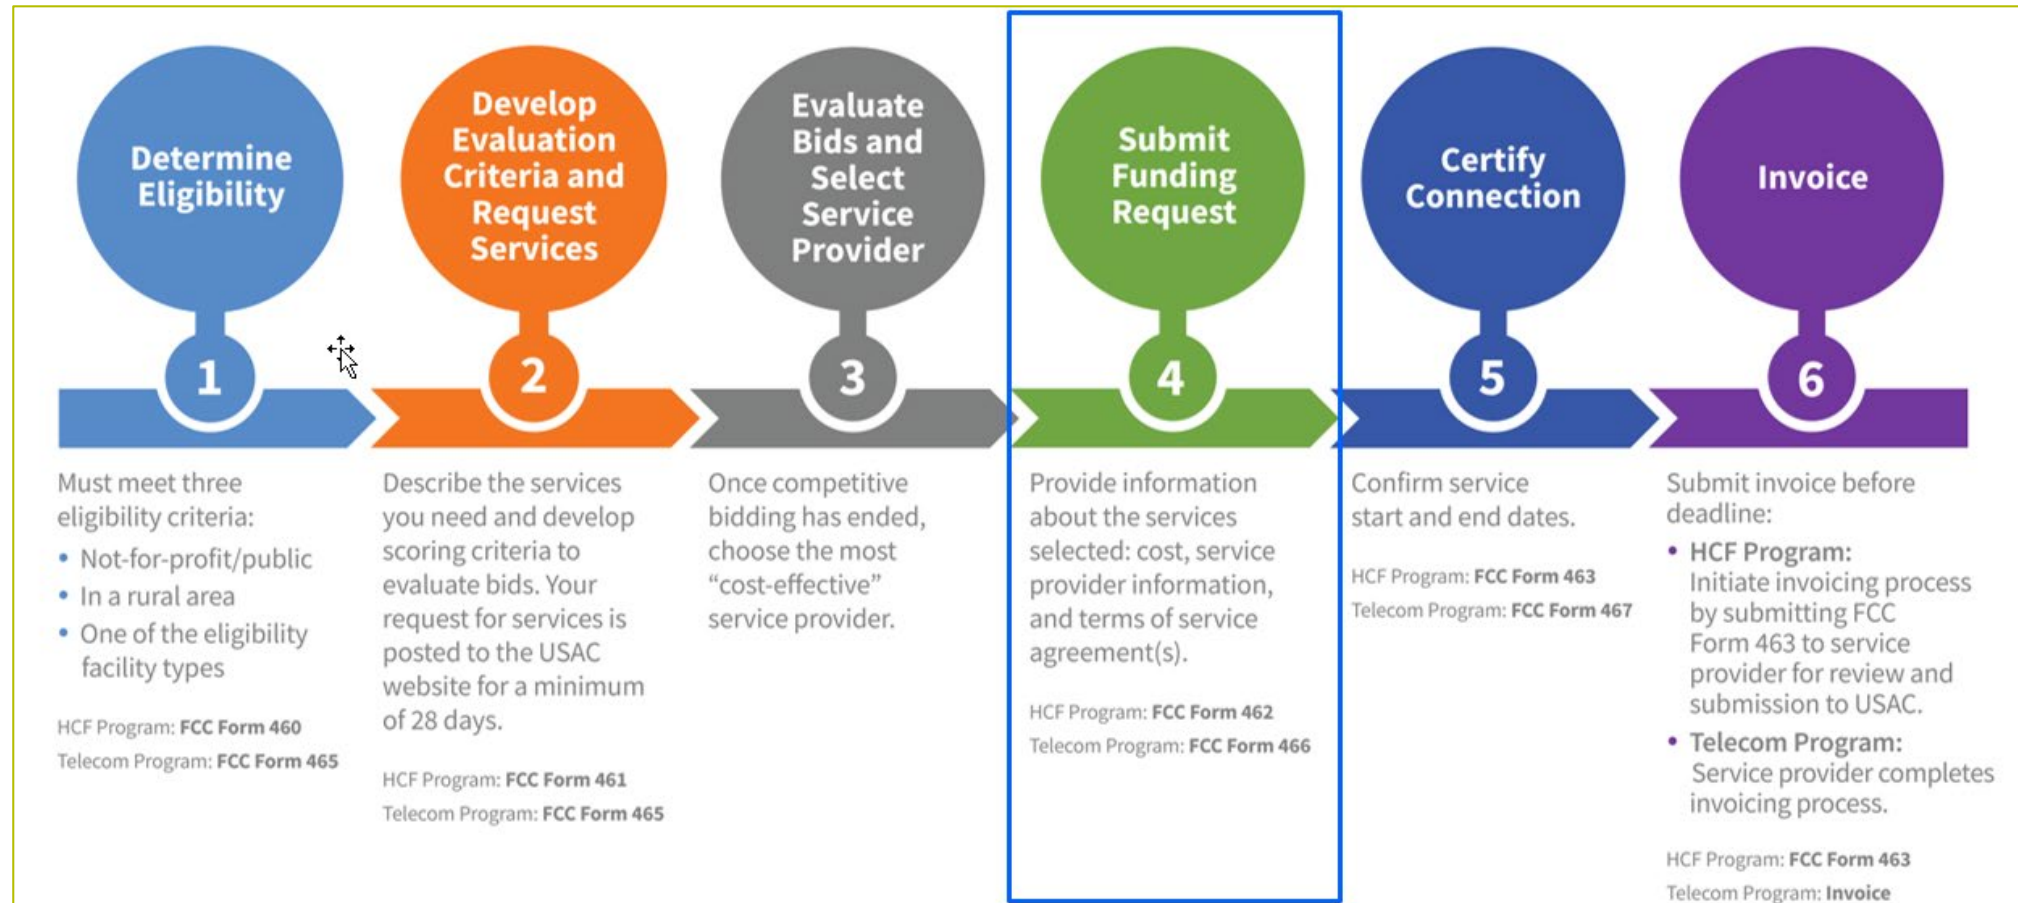 Determine
Eligibility
1
Must meet three
eligibility criteria:
• Not-for-profit/public
• In a rural area
• One of the eligibility
facility types
HCF Program: FCC Form 460
Telecom Program: FCC Form 465
Develop
Evaluation
Criteria and
Request
Services
2
Describe the services
you need and develop
scoring criteria to
evaluate bids. Your
request for services is
posted to the USAC
website for a minimum
of 28 days.
HCF Program: FCC Form 461
Telecom Program: FCC Form 465
Evaluate
Bids and
Select
Service
Provider
3
Once competitive
bidding has ended,
choose the most
“cost-effective”
service provider.
Submit
Funding
Request
4
Provide information
about the services
selected: cost, service
provider information,
and terms of service
agreement(s).
HCF Program: FCC Form 462
Telecom Program: FCC Form 466
Certify
Connection
5
Confirm service
start and end dates.
HCF Program: FCC Form 463
Telecom Program: FCC Form 467
Invoice
6
Submit invoice before
deadline:
• HCF Program:
Initiate invoicing process
by submitting FCC
Form 463 to service
provider for review and
submission to USAC.
• Telecom Program:
Service provider completes
invoicing process.
HCF Program: FCC Form 463
Telecom Program: Invoice